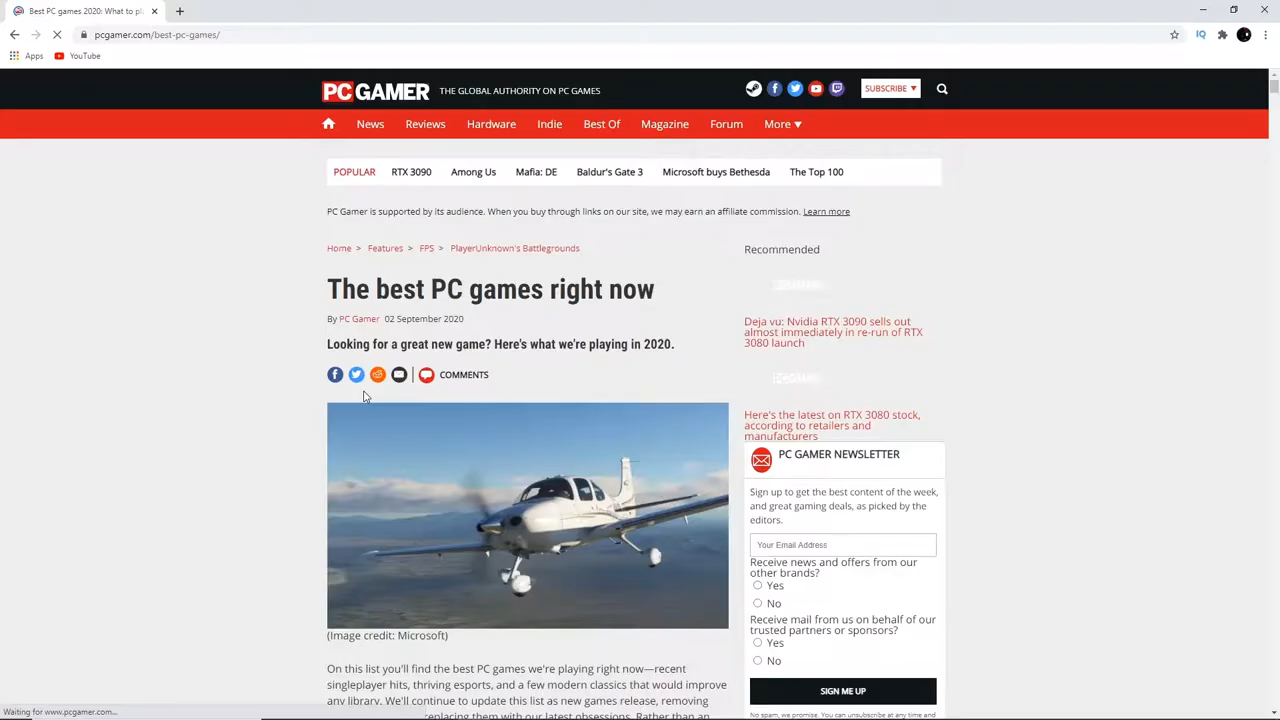 Best PC games 2020: What to pl
pcgamer.com/best-pc-games/
Apps
YouTube
PC GAMER THE GLOBAL AUTHORITY ON PC GAMES
SUBSCRIBE
News Reviews Hardware Indie Best Of Magazine Forum More
POPULAR RTX 3090 Among Us Mafia: DE Baldur's Gate 3 Microsoft buys Bethesda The Top 100
PC Gamer is supported by its audience. When you buy through links on our site, we may earn an affiliate commission. Learn more
Home > Features > FPS > PlayerUnknown's Battlegrounds
The best PC games right now
By PC Gamer 02 September 2020
Looking for a great new game? Here's what we're playing in 2020.
COMMENTS
(Image credit: Microsoft)
On this list you'll find the best PC games we're playing right now—recent
singleplayer hits, thriving esports, and a few modern classics that would improve
any library. We'll continue to update this list as new games release, removing
replacing them with our latest obsessions. Rather than an
Recommended
Deja vu: Nvidia RTX 3090 sells out
almost immediately in re-run of RTX
3080 launch
PC GAMER
Here's the latest on RTX 3080 stock,
according to retailers and
manufacturers
PC GAMER NEWSLETTER
Sign up to get the best content of the week,
and great gaming deals, as picked by the
editors.
Your Email Address
Receive news and offers from our
other brands?
Yes
No
Receive mail from us on behalf of our
trusted partners or sponsors?
Yes
No
SIGN ME UP
No spam, we promise. You can unsubscribe at any time and
Waiting for www.pcgamer.com...